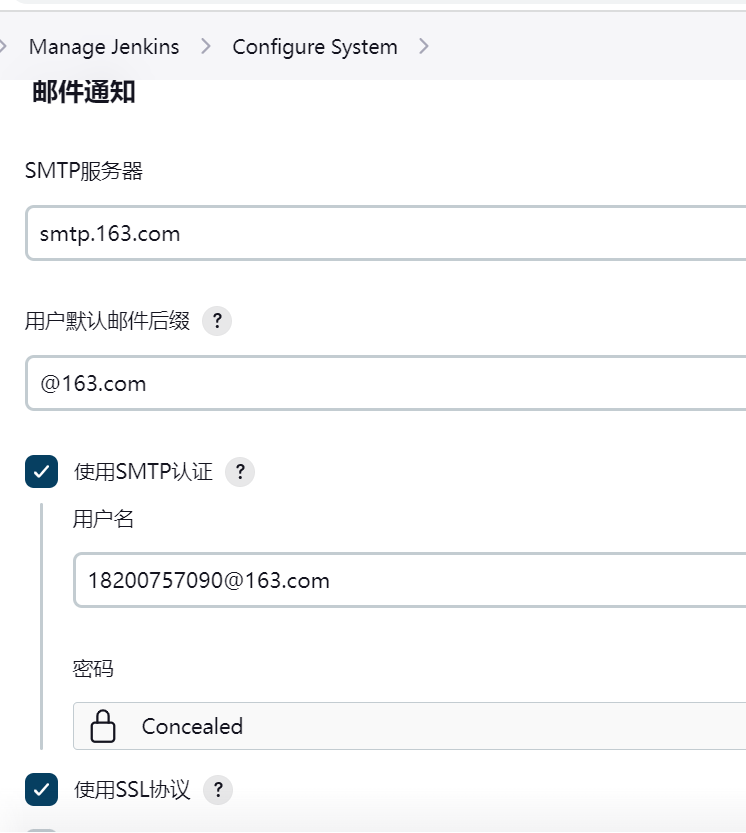 Manage Jenkins > Configure System >
邮件通知
SMTP服务器
smtp.163.com
用户默认邮件后缀 ?
@163.com
使用SMTP认证 ?
用户名
18200757090@163.com
密码
Concealed
使用SSL协议 ?